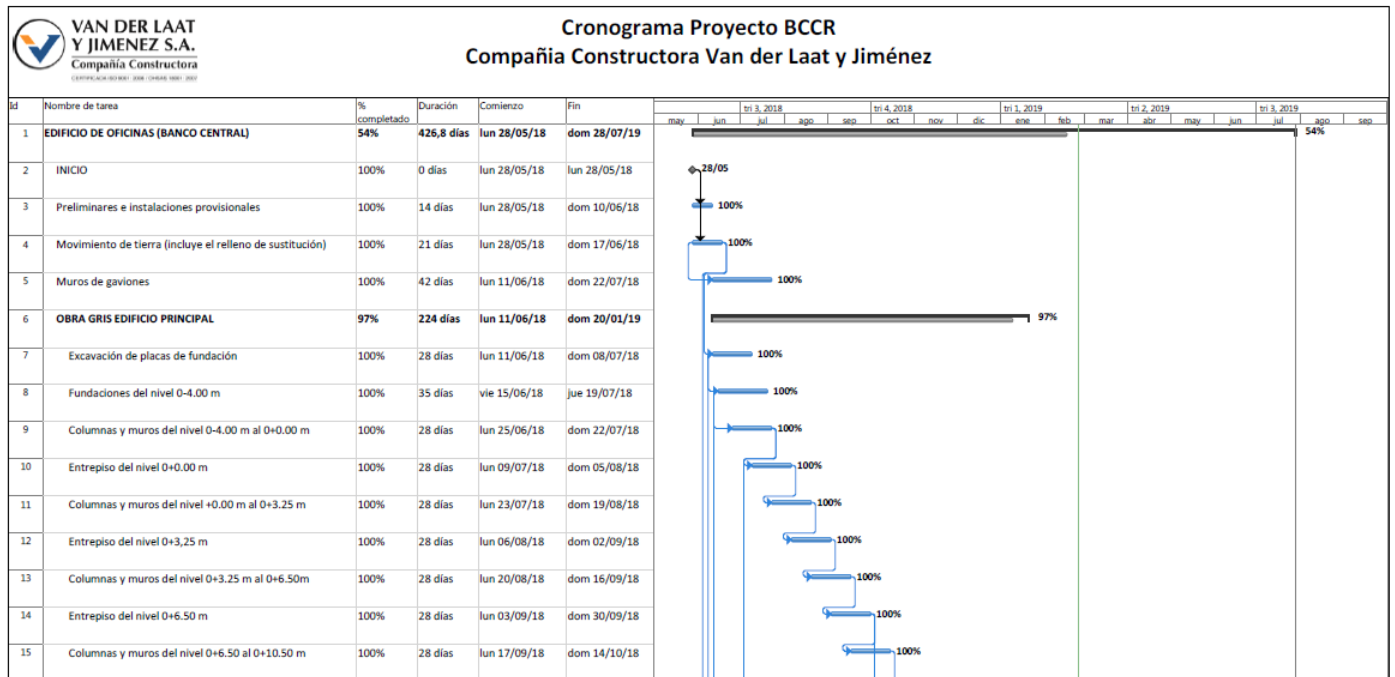 VAN DER LAAT
Y JIMENEZ S.A.
Compañía Constructora
Cronograma Proyecto BCCR
Compañia Constructora Van der Laat y Jiménez
Id Nombre de tarea % completado Duración Comienzo Fin
tri 3, 2018 tri 4, 2018 tri 1, 2019 tri 2, 2019 tri 3, 2019
may jun jul ago sep oct nov dic ene feb mar abr may jun jul ago sep
1 EDIFICIO DE OFICINAS (BANCO CENTRAL) 54% 426,8 días lun 28/05/18 dom 28/07/19 54%
2 INICIO 100% 0 días lun 28/05/18 lun 28/05/18 28/05
3 Preliminares e instalaciones provisionales 100% 14 días lun 28/05/18 dom 10/06/18 100%
4 Movimiento de tierra (incluye el relleno de sustitución) 100% 21 días lun 28/05/18 dom 17/06/18 100%
5 Muros de gaviones 100% 42 días lun 11/06/18 dom 22/07/18 100%
6 OBRA GRIS EDIFICIO PRINCIPAL 97% 224 días lun 11/06/18 dom 20/01/19 97%
7 Excavación de placas de fundación 100% 28 días lun 11/06/18 dom 08/07/18 100%
8 Fundaciones del nivel 0-4.00 m 100% 35 días vie 15/06/18 jue 19/07/18 100%
9 Columnas y muros del nivel 0-4.00 m al 0+0.00 m 100% 28 días lun 25/06/18 dom 22/07/18 100%
10 Entrepiso del nivel 0+0.00 m 100% 28 días lun 09/07/18 dom 05/08/18 100%
11 Columnas y muros del nivel +0.00 m al 0+3.25 m 100% 28 días lun 23/07/18 dom 19/08/18 100%
12 Entrepiso del nivel 0+3,25 m 100% 28 días lun 06/08/18 dom 02/09/18 100%
13 Columnas y muros del nivel 0+3.25 m al 0+6.50m 100% 28 días lun 20/08/18 dom 16/09/18 100%
14 Entrepiso del nivel 0+6.50 m 100% 28 días lun 03/09/18 dom 30/09/18 100%
15 Columnas y muros del nivel 0+6.50 al 0+10.50 m 100% 28 días lun 17/09/18 dom 14/10/18 100%